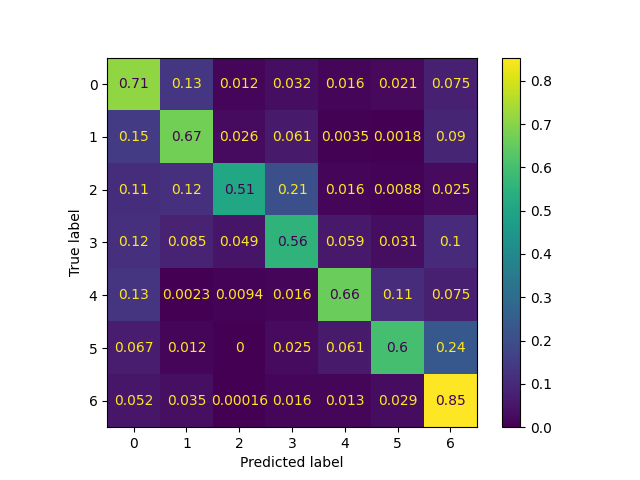 0 0.71 0.13 0.012 0.032 0.016 0.021 0.075
1 0.15 0.67 0.026 0.061 0.0035 0.0018 0.09
2 0.11 0.12 0.51 0.21 0.016 0.0088 0.025
3 0.12 0.085 0.049 0.56 0.059 0.031 0.1
4 0.13 0.0023 0.0094 0.016 0.66 0.11 0.075
5 0.067 0.012 0 0.025 0.061 0.6 0.24
6 0.052 0.035 0.00016 0.016 0.013 0.029 0.85
0 1 2 3 4 5 6
Predicted label
True label
0.8
0.7
0.6
0.5
0.4
0.3
0.2
0.1
0.0